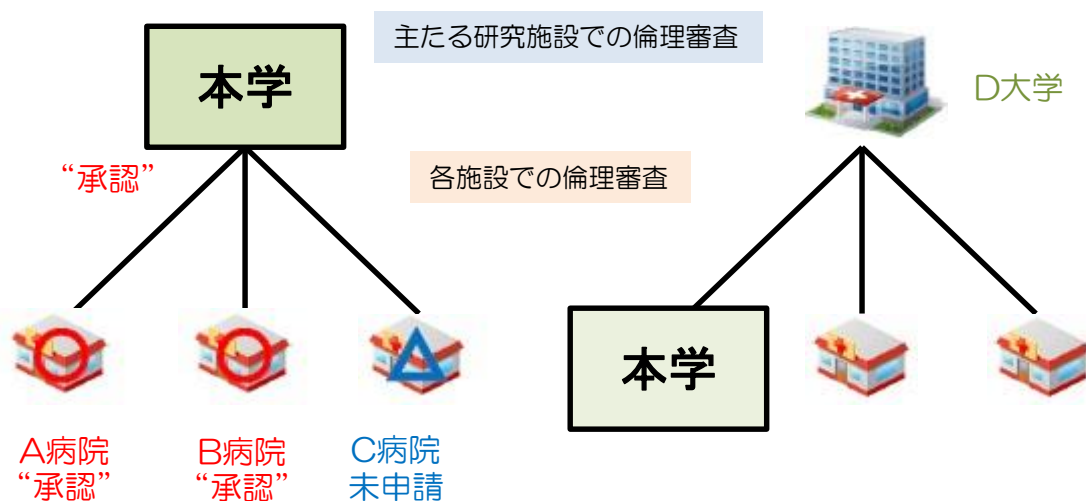 主たる研究施設での倫理審査
本学
D大学
“承認”
各施設での倫理審査
本学
A病院
“承認”
B病院
“承認”
C病院
未申請